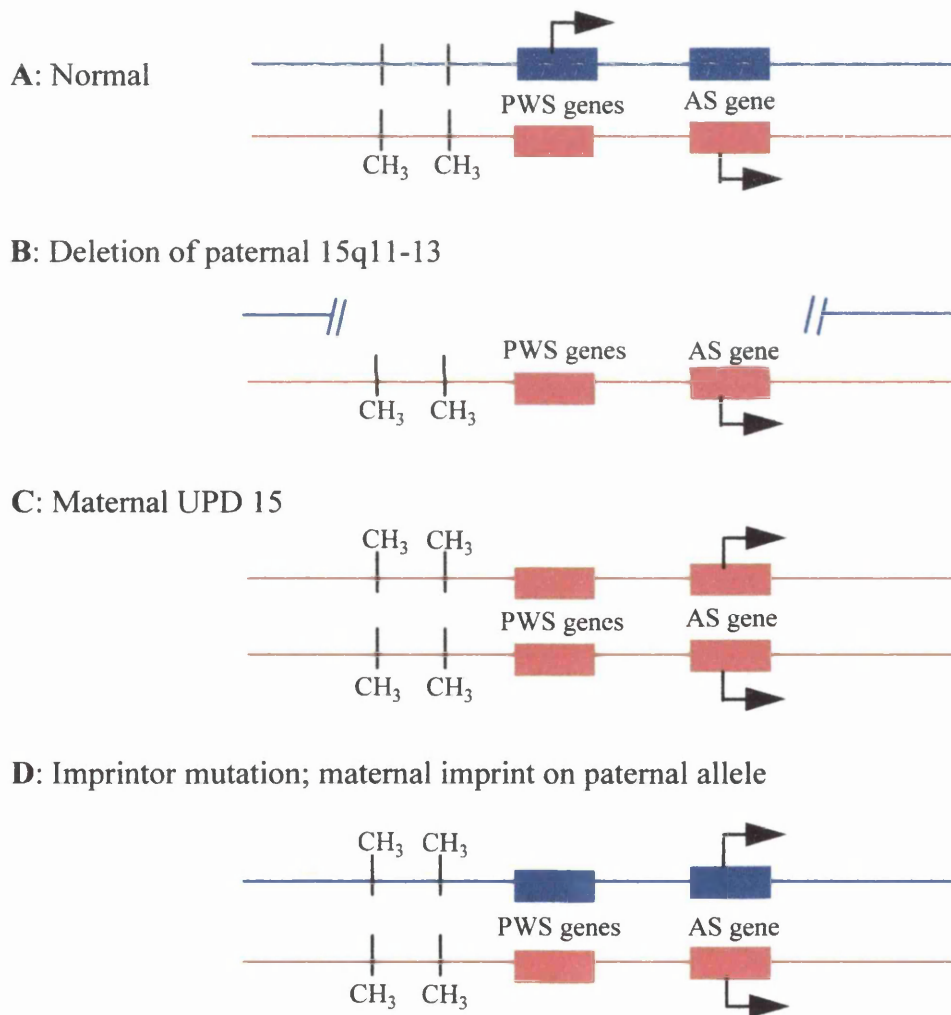 A: Normal
PWS genes AS gene
CH₃ CH₃
B: Deletion of paternal 15q11-13
PWS genes AS gene
CH₃ CH₃
C: Maternal UPD 15
CH₃ CH₃
PWS genes AS gene
CH₃ CH₃
D: Imprintor mutation; maternal imprint on paternal allele
CH₃ CH₃
PWS genes AS gene
CH₃ CH₃